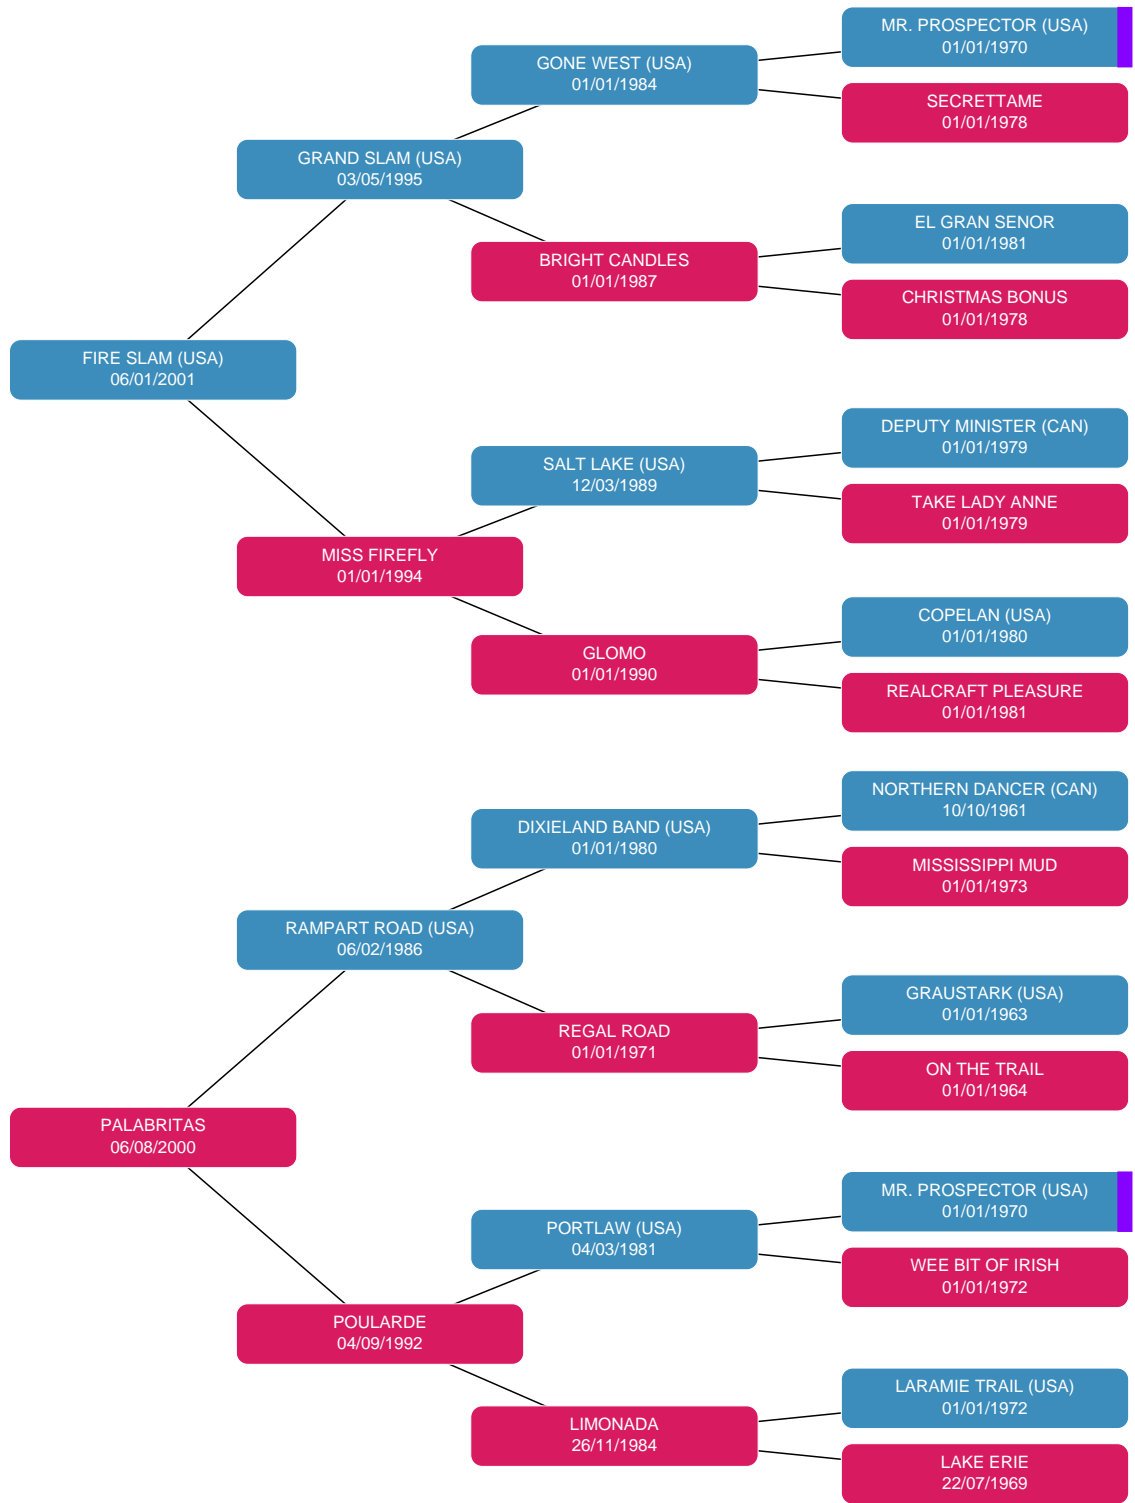 MR. PROSPECTOR (USA)
01/01/1970
GONE WEST (USA)
01/01/1984
SECRETTAME
01/01/1978
GRAND SLAM (USA)
03/05/1995
EL GRAN SENOR
01/01/1981
BRIGHT CANDLES
01/01/1987
CHRISTMAS BONUS
01/01/1978
FIRE SLAM (USA)
06/01/2001
DEPUTY MINISTER (CAN)
01/01/1979
SALT LAKE (USA)
12/03/1989
TAKE LADY ANNE
01/01/1979
MISS FIREFLY
01/01/1994
COPELAN (USA)
01/01/1980
GLOMO
01/01/1990
REALCRAFT PLEASURE
01/01/1981
NORTHERN DANCER (CAN)
10/10/1961
DIXIELAND BAND (USA)
01/01/1980
MISSISSIPPI MUD
01/01/1973
RAMPART ROAD (USA)
06/02/1986
GRAUSTARK (USA)
01/01/1963
REGAL ROAD
01/01/1971
ON THE TRAIL
01/01/1964
PALABRITAS
06/08/2000
MR. PROSPECTOR (USA)
01/01/1970
PORTLAW (USA)
04/03/1981
WEE BIT OF IRISH
01/01/1972
POULARDE
04/09/1992
LARAMIE TRAIL (USA)
01/01/1972
LIMONADA
26/11/1984
LAKE ERIE
22/07/1969